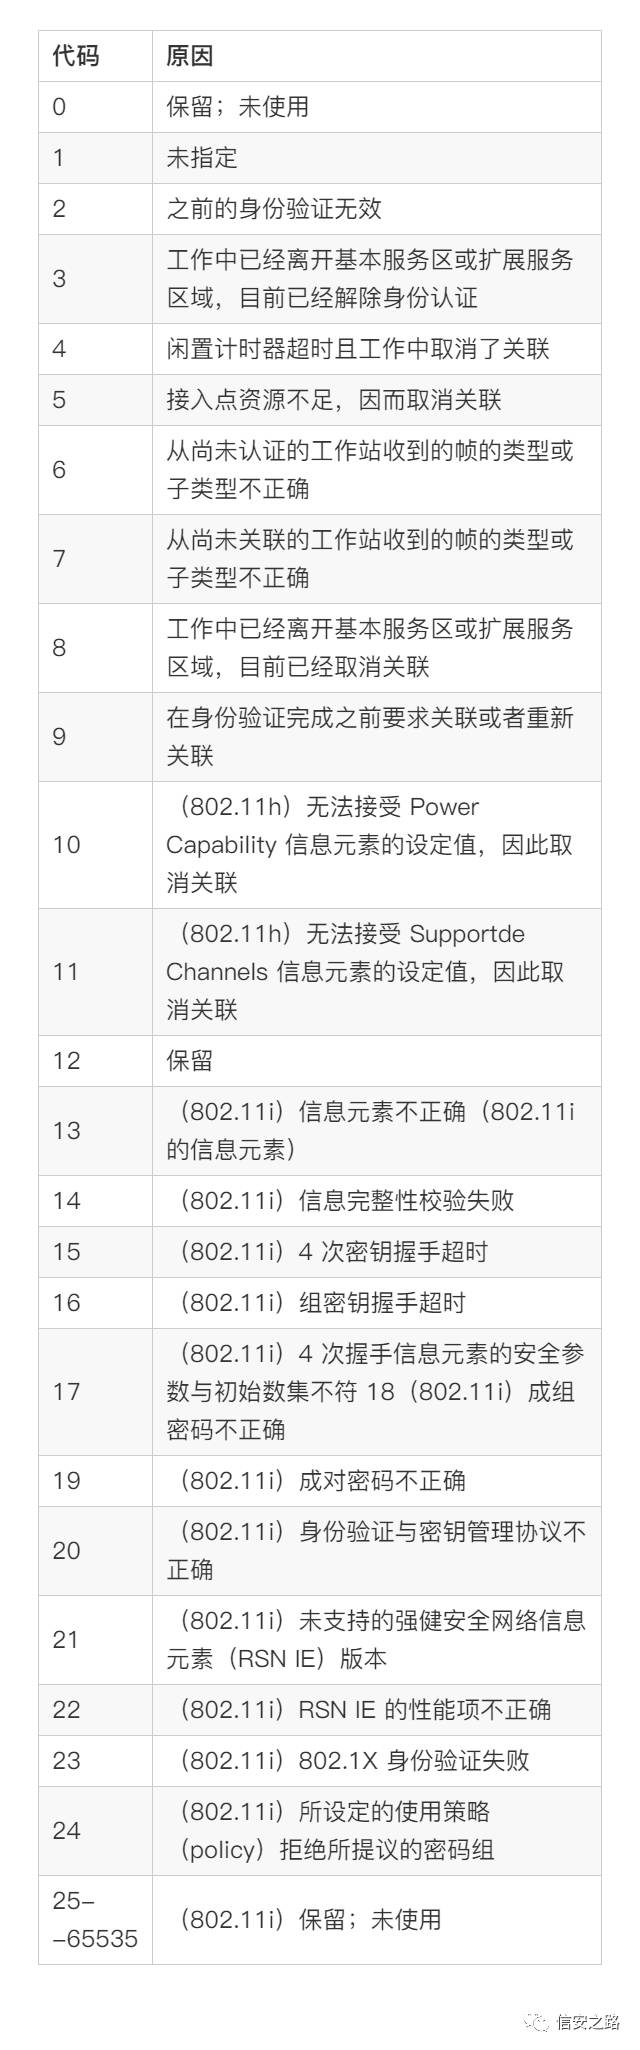 代码 原因
0 保留；未使用
1 未指定
2 之前的身份验证无效
3 工作中已经离开基本服务区或扩展服务
区域，目前已经解除身份认证
4 闲置计时器超时且工作中取消了关联
5 接入点资源不足，因而取消关联
6 从尚未认证的工作站收到的帧的类型或
子类型不正确
7 从尚未关联的工作站收到的帧的类型或
子类型不正确
8 工作中已经离开基本服务区或扩展服务
区域，目前已经取消关联
9 在身份验证完成之前要求关联或者重新
关联
10 （802.11h）无法接受 Power
Capability 信息元素的设定值，因此取
消关联
11 （802.11h）无法接受 Supportde
Channels 信息元素的设定值，因此取
消关联
12 保留
13 （802.11i）信息元素不正确（802.11i
的信息元素）
14 （802.11i）信息完整性校验失败
15 （802.11i）4 次密钥握手超时
16 （802.11i）组密钥握手超时
17 （802.11i）4 次握手信息元素的安全参
数与初始数集不符 18（802.11i）成组
密码不正确
19 （802.11i）成对密码不正确
20 （802.11i）身份验证与密钥管理协议不
正确
21 （802.11i）未支持的强健安全网络信息
元素（RSN IE）版本
22 （802.11i）RSN IE 的性能项不正确
23 （802.11i）802.1X 身份验证失败
24 （802.11i）所设定的使用策略
（policy）拒绝所提议的密码组
25–
–65535 （802.11i）保留；未使用
信安之路